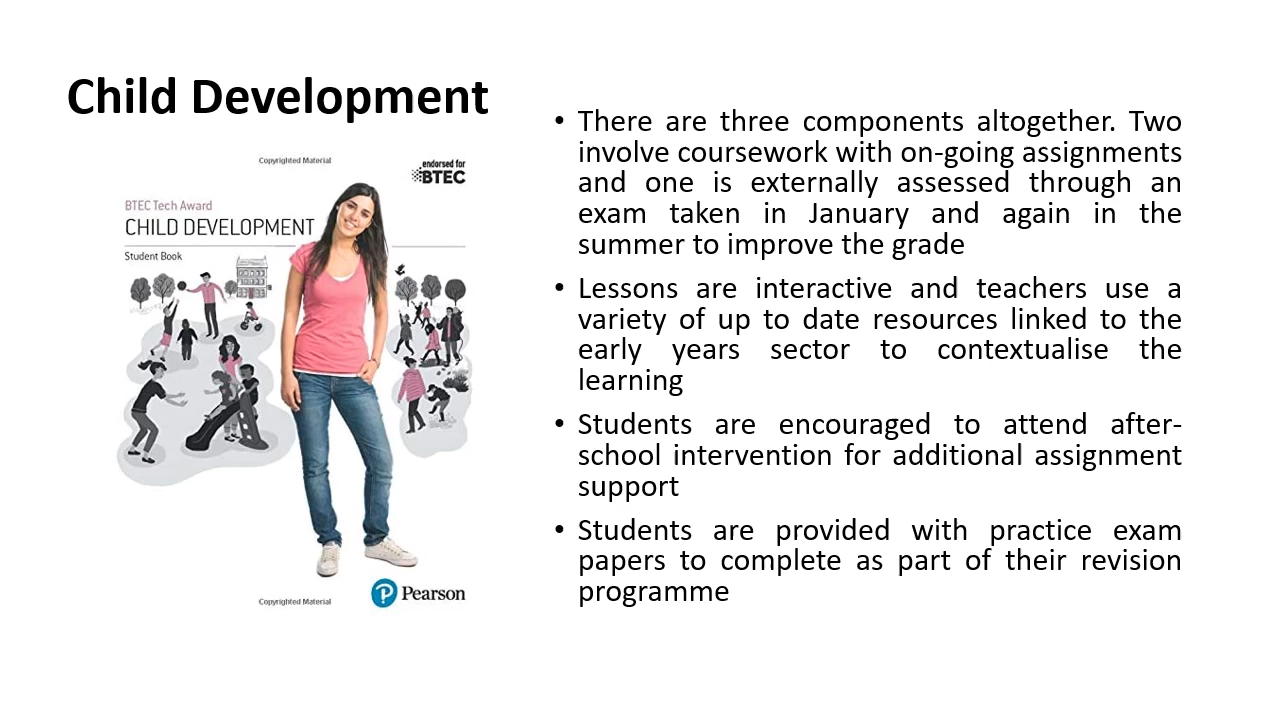 Child Development
Copyrighted Material
endorsed for
BTEC
BTEC Tech Award
CHILD DEVELOPMENT
Student Book
Pearson
Copyrighted Material
• There are three components altogether. Two
involve coursework with on-going assignments
and one is externally assessed through an
exam taken in January and again in the
summer to improve the grade
• Lessons are interactive and teachers use a
variety of up to date resources linked to the
early years sector to contextualise the
learning
• Students are encouraged to attend after-
school intervention for additional assignment
support
• Students are provided with practice exam
papers to complete as part of their revision
programme